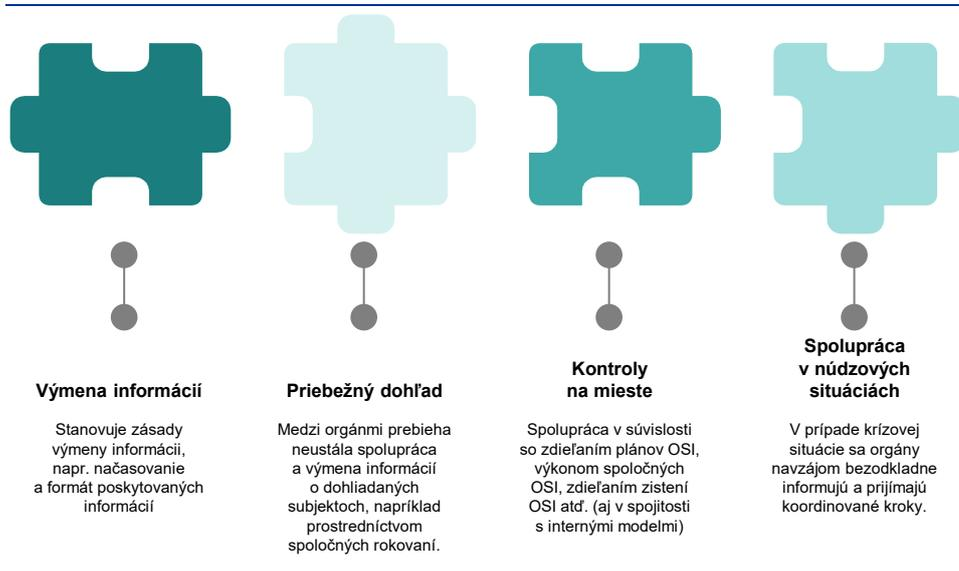 Výmena informácií
Stanovuje zásady
výmeny informácii,
napr. načasovanie
a formát poskytovaných
informácií
Priebežný dohľad
Medzi orgánmi prebieha
neustála spolupráca
a výmena informácií
o dohliadaných
subjektoch, napríklad
prostredníctvom
spoločných rokovaní.
Kontroly
na mieste
Spolupráca v súvislosti
so zdieľaním plánov OSI,
výkonom spoločných
OSI, zdieľaním zistení
OSI atď. (aj v spojitosti
s internými modelmi)
Spolupráca
v núdzových
situáciách
V prípade krízovej
situácie sa orgány
navzájom bezodkladne
informujú a prijímajú
koordinované kroky.